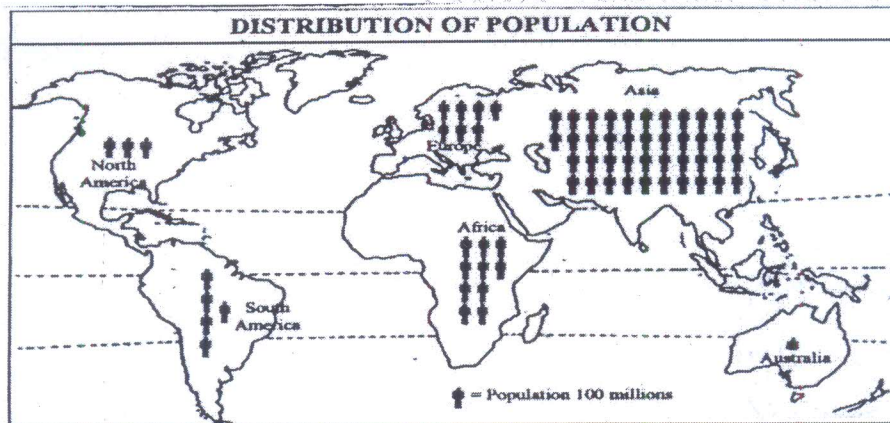 DISTRIBUTION OF POPULATION
Asia
Europe
North
America
Africa
South
America
Australia
= Population 100 millions